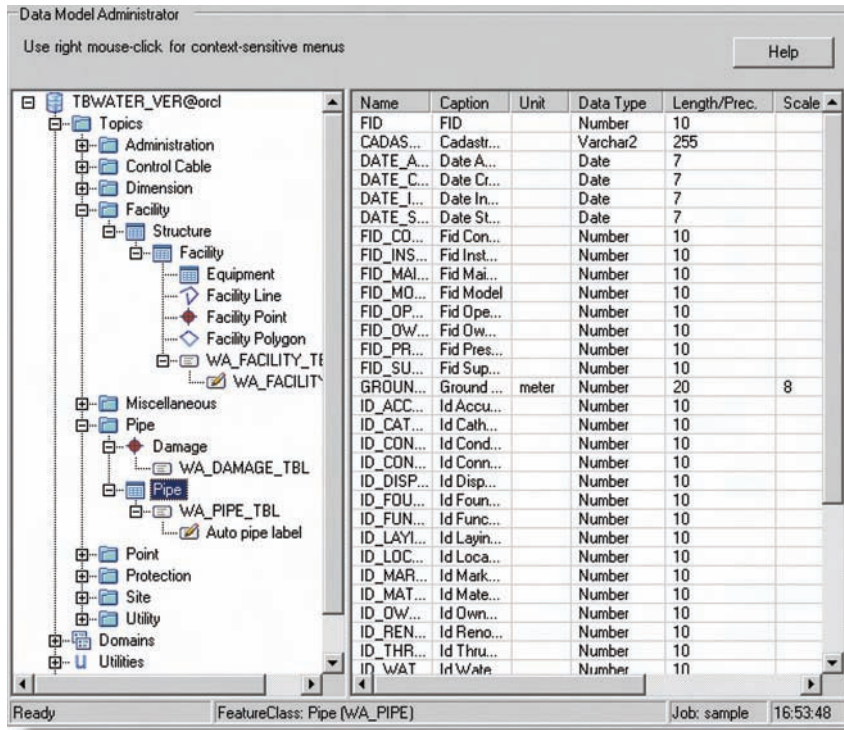 Data Model Administrator
Use right mouse-click for context-sensitive menus
Help
TBWATER_VER@orcl
Topics
Administration
Control Cable
Dimension
Facility
Structure
Facility
Equipment
Facility Line
Facility Point
Facility Polygon
WA_FACILITY_TE
WA_FACILIT
Miscellaneous
Pipe
Damage
WA_DAMAGE_TBL
Pipe
WA_PIPE_TBL
Auto pipe label
Point
Protection
Site
Utility
Domains
Utilities
Name Caption Unit Data Type Length/Prec. Scale
FID FID Number 10
CADAS... Cadastr... Varchar2 255
DATE_A... Date A... Date 7
DATE_C... Date Cr... Date 7
DATE_I... Date In... Date 7
DATE_S... Date St... Date 7
FID_CO... Fid Con... Number 10
FID_INS... Fid Inst... Number 10
FID_MAI... Fid Mai... Number 10
FID_MO... Fid Model Number 10
FID_OP... Fid Ope... Number 10
FID_OW... Fid Ow... Number 10
FID_PR... Fid Pres... Number 10
FID_SU... Fid Sup... Number 10
GROUN... Ground ... meter Number 20 8
ID_ACC... Id Accu... Number 10
ID_CAT... Id Cath... Number 10
ID_CON... Id Cond... Number 10
ID_CON... Id Conn... Number 10
ID_DISP... Id Disp... Number 10
ID_FOU... Id Foun... Number 10
ID_FUN... Id Func... Number 10
ID_LAYI... Id Layin... Number 10
ID_LOC... Id Loca... Number 10
ID_MAR... Id Mark... Number 10
ID_MAT... Id Mate... Number 10
ID_OW... Id Own... Number 10
ID_REN... Id Reno... Number 10
ID_THR... Id Thru... Number 10
ID_WAT Id Wate Number 10
Ready FeatureClass: Pipe (WA_PIPE) Job: sample 16:53:48